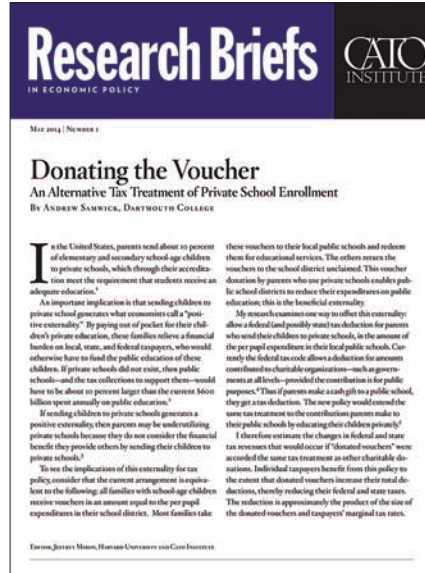 Research Briefs
IN ECONOMIC POLICY
CATO
INSTITUTE
MAY 2014 | NUMBER 1
Donating the Voucher
An Alternative Tax Treatment of Private School Enrollment
BY ANDREW SAMWICK, DARTMOUTH COLLEGE
In the United States, parents send about 10 percent
of elementary and secondary school-age children
to private schools, which through their accredita-
tion meet the requirement that students receive an
adequate education.¹
An important implication is that sending children to
private school generates what economists call a “posi-
tive externality.” By paying out of pocket for their chil-
dren’s private education, these families relieve a financial
burden on local, state, and federal taxpayers, who would
otherwise have to fund the public education of these
children. If private schools did not exist, then public
schools—and the tax collections to support them—would
have to be about 10 percent larger than the current $600
billion spent annually on public education.²
If sending children to private schools generates a
positive externality, then parents may be underutilizing
private schools because they do not consider the financial
benefit they provide others by sending their children to
private schools.³
To see the implications of this externality for tax
policy, consider that the current arrangement is equiva-
lent to the following: all families with school-age children
receive vouchers in an amount equal to the per pupil
expenditures in their school district. Most families take
these vouchers to their local public schools and redeem
them for educational services. The others return the
vouchers to the school district unclaimed. This voucher
donation by parents who use private schools enables pub-
lic school districts to reduce their expenditures on public
education; this is the beneficial externality.
My research examines one way to offset this externality:
allow a federal (and possibly state) tax deduction for parents
who send their children to private schools, in the amount of
the per pupil expenditure in their local public schools. Cur-
rently the federal tax code allows a deduction for amounts
contributed to charitable organizations—such as govern-
ments at all levels—provided the contribution is for public
purposes.⁴ Thus if parents make a cash gift to a public school,
they get a tax deduction. The new policy would extend the
same tax treatment to the contributions parents make to
their public schools by educating their children privately.⁵
I therefore estimate the changes in federal and state
tax revenues that would occur if “donated vouchers” were
accorded the same tax treatment as other charitable do-
nations. Individual taxpayers benefit from this policy to
the extent that donated vouchers increase their total de-
ductions, thereby reducing their federal and state taxes.
The reduction is approximately the product of the size of
the donated vouchers and taxpayers’ marginal tax rates.
EDITOR, JEFFREY MIRON, HARVARD UNIVERSITY AND CATO INSTITUTE